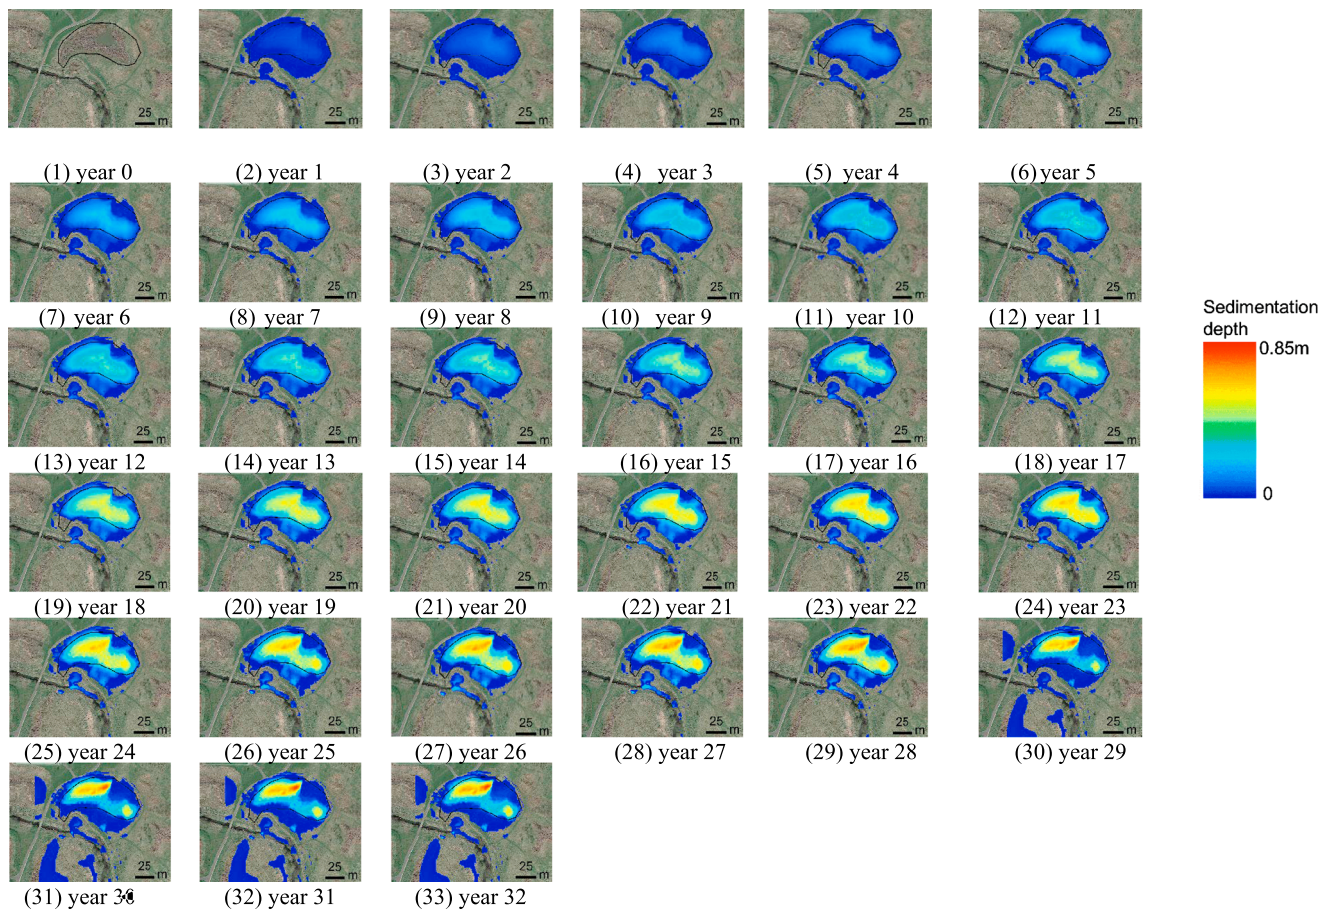 25 m 25 m 25 m 25 m 25 m 25 m
(1) year 0 (2) year 1 (3) year 2 (4) year 3 (5) year 4 (6) year 5
25 m 25 m 25 m 25 m 25 m 25 m
(7) year 6 (8) year 7 (9) year 8 (10) year 9 (11) year 10 (12) year 11
Sedimentation
depth
0.85m
0
25 m 25 m 25 m 25 m 25 m 25 m
(13) year 12 (14) year 13 (15) year 14 (16) year 15 (17) year 16 (18) year 17
25 m 25 m 25 m 25 m 25 m 25 m
(19) year 18 (20) year 19 (21) year 20 (22) year 21 (23) year 22 (24) year 23
25 m 25 m 25 m 25 m 25 m 25 m
(25) year 24 (26) year 25 (27) year 26 (28) year 27 (29) year 28 (30) year 29
25 m 25 m 25 m
(31) year 30 (32) year 31 (33) year 32